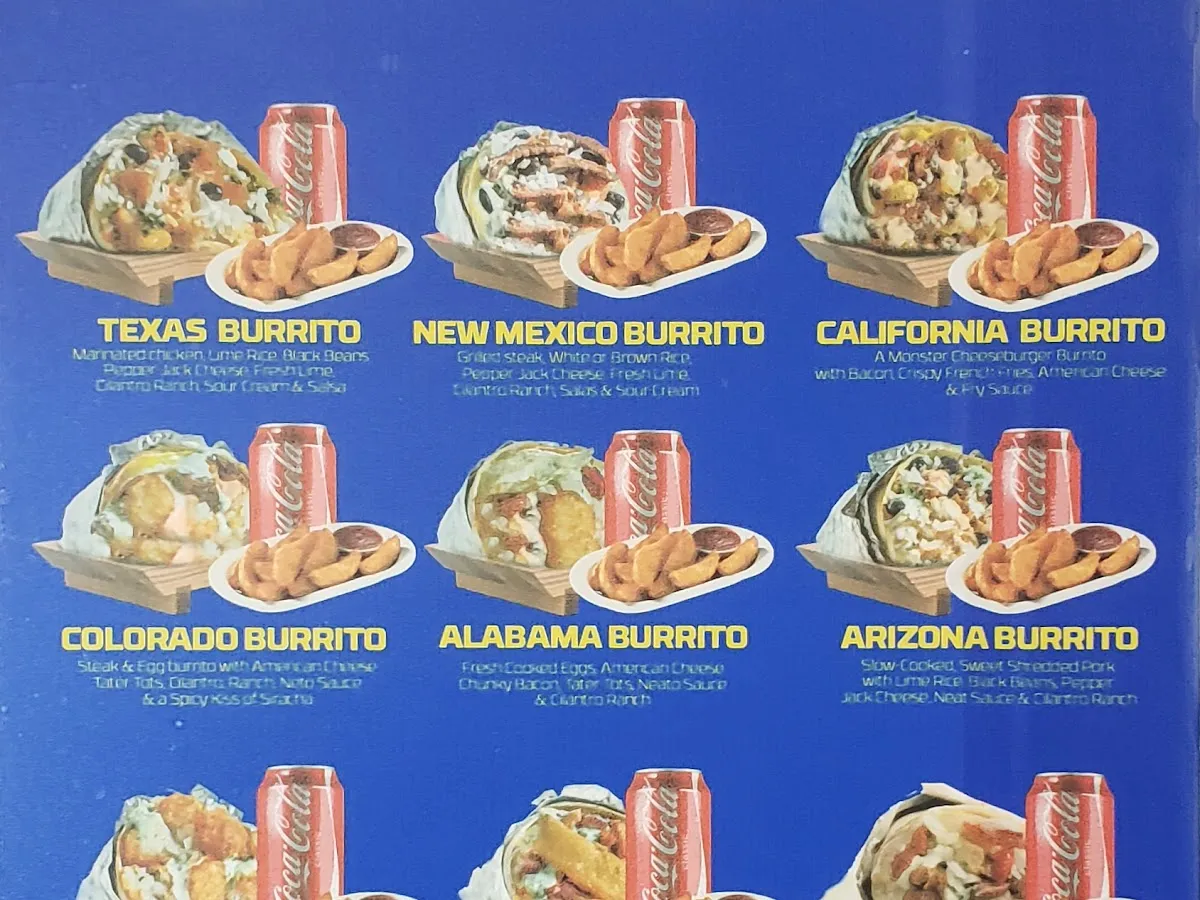 Coca-Cola
Coca-Cola
Coca-Cola
TEXAS BURRITO
Marinated chicken, Lime Rice, Black Beans
Pepper Jack Cheese, Fresh Lime,
Cilantro Ranch, Sour Cream & Salsa
NEW MEXICO BURRITO
Grilled steak, White or Brown Rice,
Pepper Jack Cheese, Fresh Lime,
Cilantro Ranch, Salas & Sour Cream
CALIFORNIA BURRITO
A Monster Cheeseburger Burrito
with Bacon, Crispy French Fries, American Cheese
& Fry Sauce
Coca-Cola
Coca-Cola
Coca-Cola
COLORADO BURRITO
Steak & Egg burrito with American Cheese
Tater Tots, Cilantro, Ranch, Neto Sauce
& a Spicy Kiss of Siracha
ALABAMA BURRITO
Fresh Cooked Eggs, American Cheese
Chunky Bacon, Tater Tots, Neato Sauce
& Cilantro Ranch
ARIZONA BURRITO
Slow-Cooked, Sweet Shredded Pork
with Lime Rice, Black Beans, Pepper
Jack Cheese, Neat Sauce & Cilantro Ranch
Coca-Cola
Coca-Cola
Coca-Cola